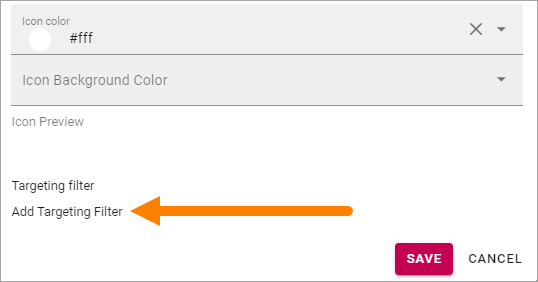 Icon color
#fff
Icon Background Color
Icon Preview
Targeting filter
Add Targeting Filter
SAVE CANCEL